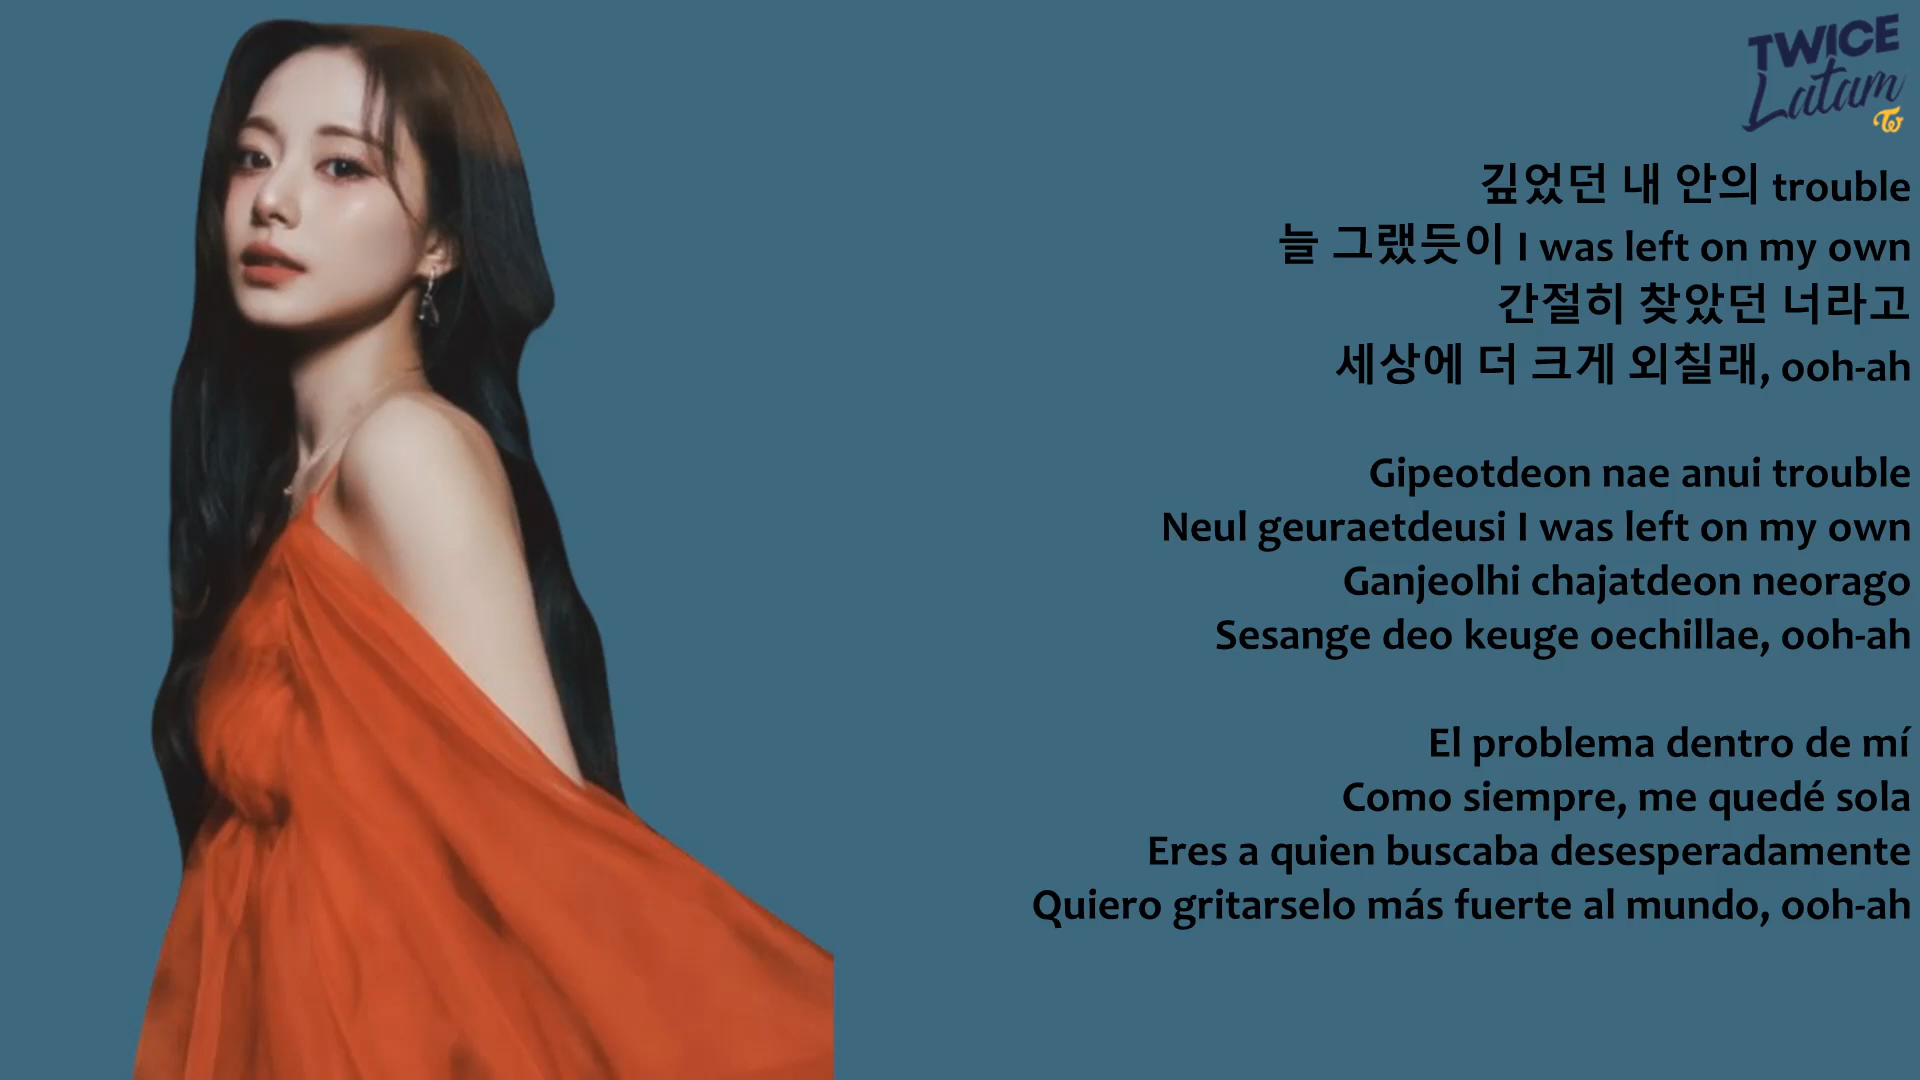 TWICE
Latam
깊었던 내 안의 trouble
늘 그랬듯이 I was left on my own
간절히 찾았던 너라고
세상에 더 크게 외칠래, ooh-ah
Gipeotdeon nae anui trouble
Neul geuraetdeusi I was left on my own
Ganjeolhi chajatdeon neorago
Sesange deo keuge oechillae, ooh-ah
El problema dentro de mí
Como siempre, me quedé sola
Eres a quien buscaba desesperadamente
Quiero gritarselo más fuerte al mundo, ooh-ah